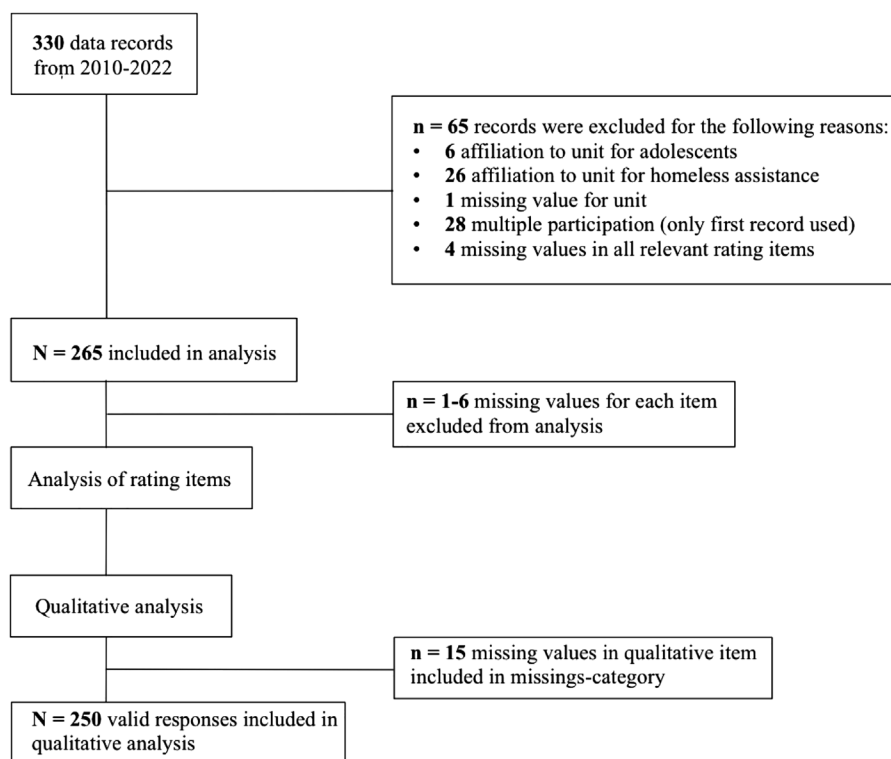 330 data records
from 2010-2022
n = 65 records were excluded for the following reasons:
• 6 affiliation to unit for adolescents
• 26 affiliation to unit for homeless assistance
• 1 missing value for unit
• 28 multiple participation (only first record used)
• 4 missing values in all relevant rating items
N = 265 included in analysis
n = 1-6 missing values for each item
excluded from analysis
Analysis of rating items
Qualitative analysis
n = 15 missing values in qualitative item
included in missings-category
N = 250 valid responses included in
qualitative analysis